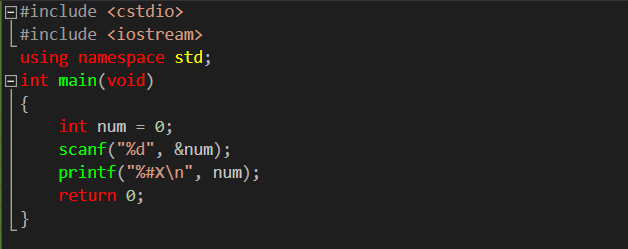 #include <cstdio>
#include <iostream>
using namespace std;
int main(void)
{
    int num = 0;
    scanf("%d", &num);
    printf("%#X\n", num);
    return 0;
}